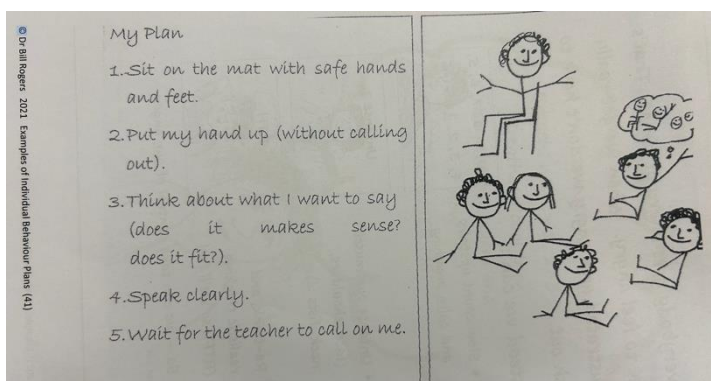 © Dr Bill Rogers 2021 Examples of Individual Behaviour Plans (41)
My Plan
1. Sit on the mat with safe hands
and feet.
2. Put my hand up (without calling
out).
3. Think about what I want to say
(does it makes sense?
does it fit?).
4. Speak clearly.
5. Wait for the teacher to call on me.